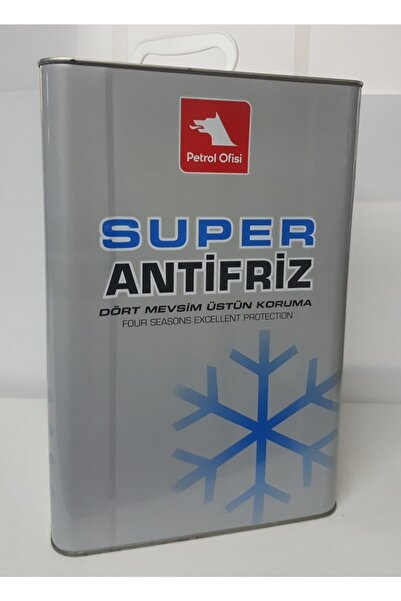 Petrol Ofisi
SUPER
ANTİFRİZ
DÖRT MEVSİM ÜSTÜN KORUMA
FOUR SEASONS EXCELLENT PROTECTION